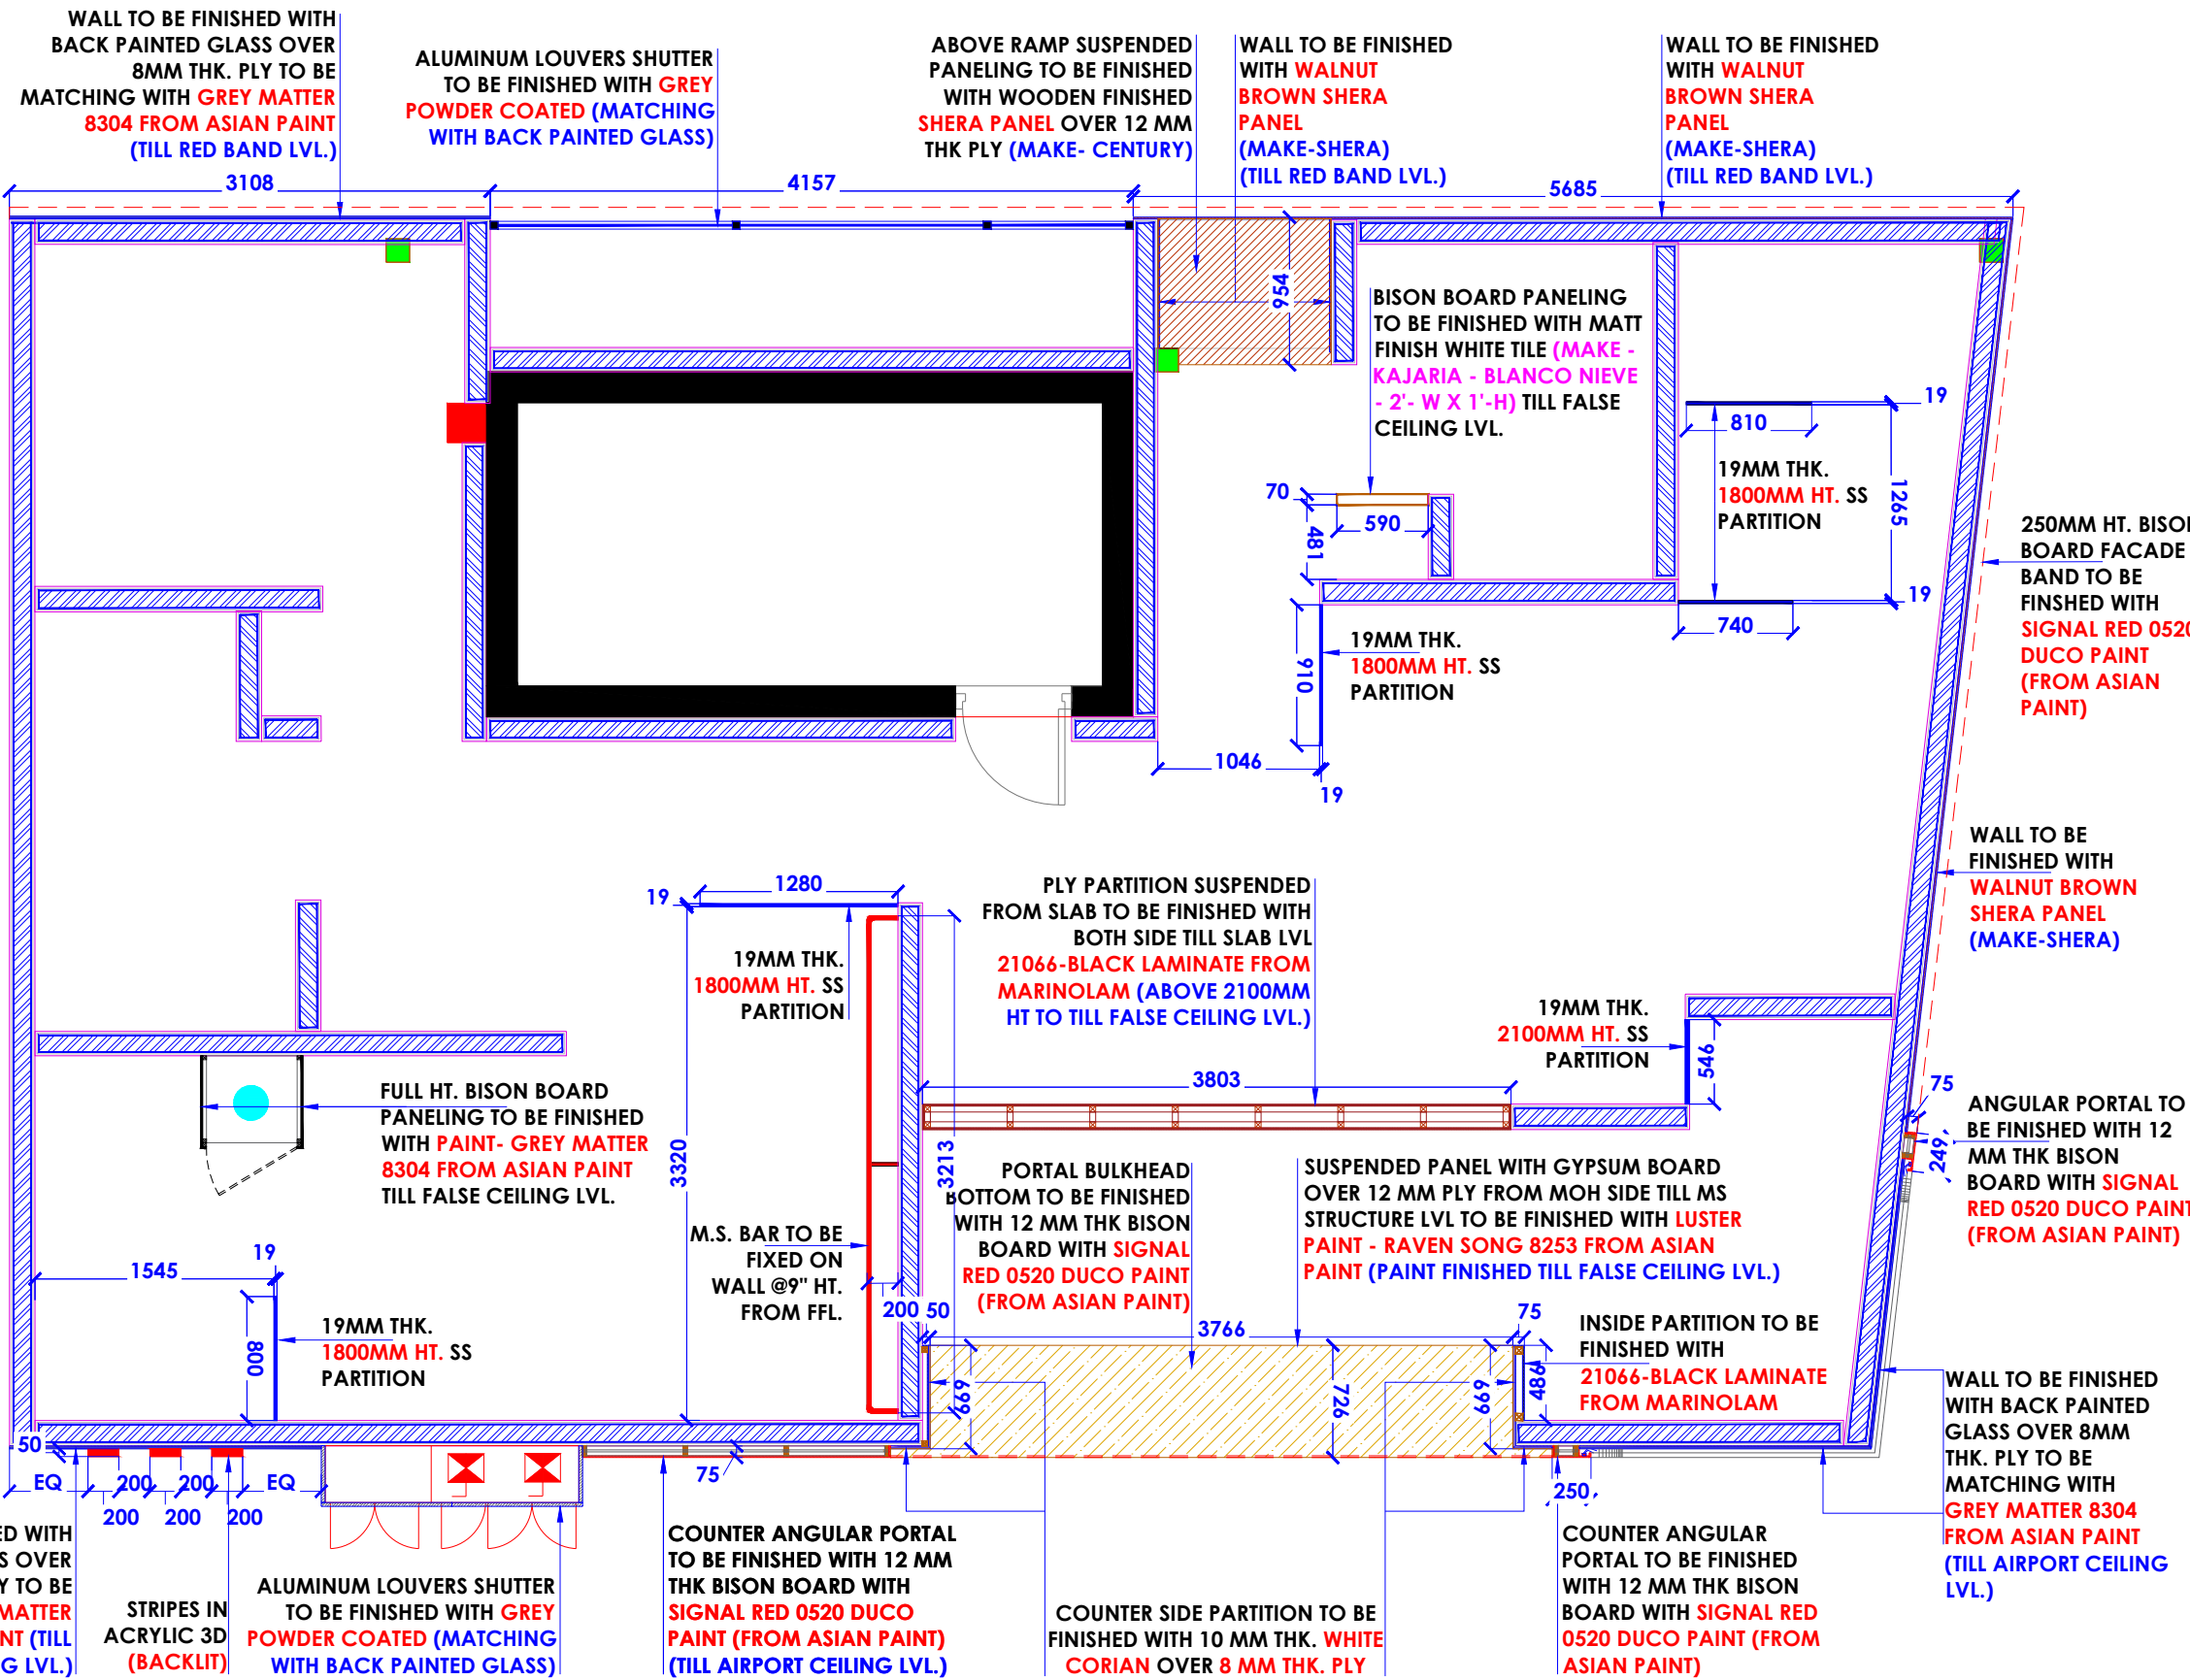 WALL TO BE FINISHED WITH
BACK PAINTED GLASS OVER
8MM THK. PLY TO BE
MATCHING WITH GREY MATTER
8304 FROM ASIAN PAINT
(TILL RED BAND LVL.)
ALUMINUM LOUVERS SHUTTER
TO BE FINISHED WITH GREY
POWDER COATED (MATCHING
WITH BACK PAINTED GLASS)
ABOVE RAMP SUSPENDED
PANELING TO BE FINISHED
WITH WOODEN FINISHED
SHERA PANEL OVER 12 MM
THK PLY (MAKE- CENTURY)
WALL TO BE FINISHED
WITH WALNUT
BROWN SHERA
PANEL
(MAKE-SHERA)
(TILL RED BAND LVL.)
WALL TO BE FINISHED
WITH WALNUT
BROWN SHERA
PANEL
(MAKE-SHERA)
(TILL RED BAND LVL.)
3108
4157
5685
954
BISON BOARD PANELING
TO BE FINISHED WITH MATT
FINISH WHITE TILE (MAKE -
KAJARIA - BLANCO NIEVE
- 2'- W X 1'-H) TILL FALSE
CEILING LVL.
70
590
481
19
810
19MM THK.
1800MM HT. SS
PARTITION
1265
19
740
250MM HT. BISO
BOARD FACADE
BAND TO BE
FINSHED WITH
SIGNAL RED 052
DUCO PAINT
(FROM ASIAN
PAINT)
19MM THK.
1800MM HT. SS
PARTITION
910
1046
19
WALL TO BE
FINISHED WITH
WALNUT BROWN
SHERA PANEL
(MAKE-SHERA)
1280
19
19MM THK.
1800MM HT. SS
PARTITION
PLY PARTITION SUSPENDED
FROM SLAB TO BE FINISHED WITH
BOTH SIDE TILL SLAB LVL
21066-BLACK LAMINATE FROM
MARINOLAM (ABOVE 2100MM
HT TO TILL FALSE CEILING LVL.)
19MM THK.
2100MM HT. SS
PARTITION
546
3803
75
249
ANGULAR PORTAL TO
BE FINISHED WITH 12
MM THK BISON
BOARD WITH SIGNAL
RED 0520 DUCO PAINT
(FROM ASIAN PAINT)
FULL HT. BISON BOARD
PANELING TO BE FINISHED
WITH PAINT- GREY MATTER
8304 FROM ASIAN PAINT
TILL FALSE CEILING LVL.
3320
3213
PORTAL BULKHEAD
BOTTOM TO BE FINISHED
WITH 12 MM THK BISON
BOARD WITH SIGNAL
RED 0520 DUCO PAINT
(FROM ASIAN PAINT)
SUSPENDED PANEL WITH GYPSUM BOARD
OVER 12 MM PLY FROM MOH SIDE TILL MS
STRUCTURE LVL TO BE FINISHED WITH LUSTER
PAINT - RAVEN SONG 8253 FROM ASIAN
PAINT (PAINT FINISHED TILL FALSE CEILING LVL.)
M.S. BAR TO BE
FIXED ON
WALL @9" HT.
FROM FFL.
200 50
1545
19
800
19MM THK.
1800MM HT. SS
PARTITION
3766
75
669
726
669
486
INSIDE PARTITION TO BE
FINISHED WITH
21066-BLACK LAMINATE
FROM MARINOLAM
WALL TO BE FINISHED
WITH BACK PAINTED
GLASS OVER 8MM
THK. PLY TO BE
MATCHING WITH
GREY MATTER 8304
FROM ASIAN PAINT
(TILL AIRPORT CEILING
LVL.)
50
EQ
200
200
EQ
200
200
200
75
250
ED WITH
S OVER
Y TO BE
MATTER
NT (TILL
G LVL.)
STRIPES IN
ACRYLIC 3D
(BACKLIT)
ALUMINUM LOUVERS SHUTTER
TO BE FINISHED WITH GREY
POWDER COATED (MATCHING
WITH BACK PAINTED GLASS)
COUNTER ANGULAR PORTAL
TO BE FINISHED WITH 12 MM
THK BISON BOARD WITH
SIGNAL RED 0520 DUCO
PAINT (FROM ASIAN PAINT)
(TILL AIRPORT CEILING LVL.)
COUNTER SIDE PARTITION TO BE
FINISHED WITH 10 MM THK. WHITE
CORIAN OVER 8 MM THK. PLY
COUNTER ANGULAR
PORTAL TO BE FINISHED
WITH 12 MM THK BISON
BOARD WITH SIGNAL RED
0520 DUCO PAINT (FROM
ASIAN PAINT)